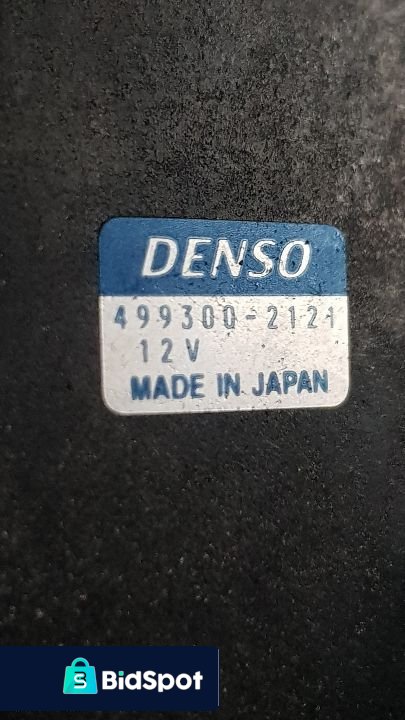 DENSO
499300-2121
12V
MADE IN JAPAN
BidSpot